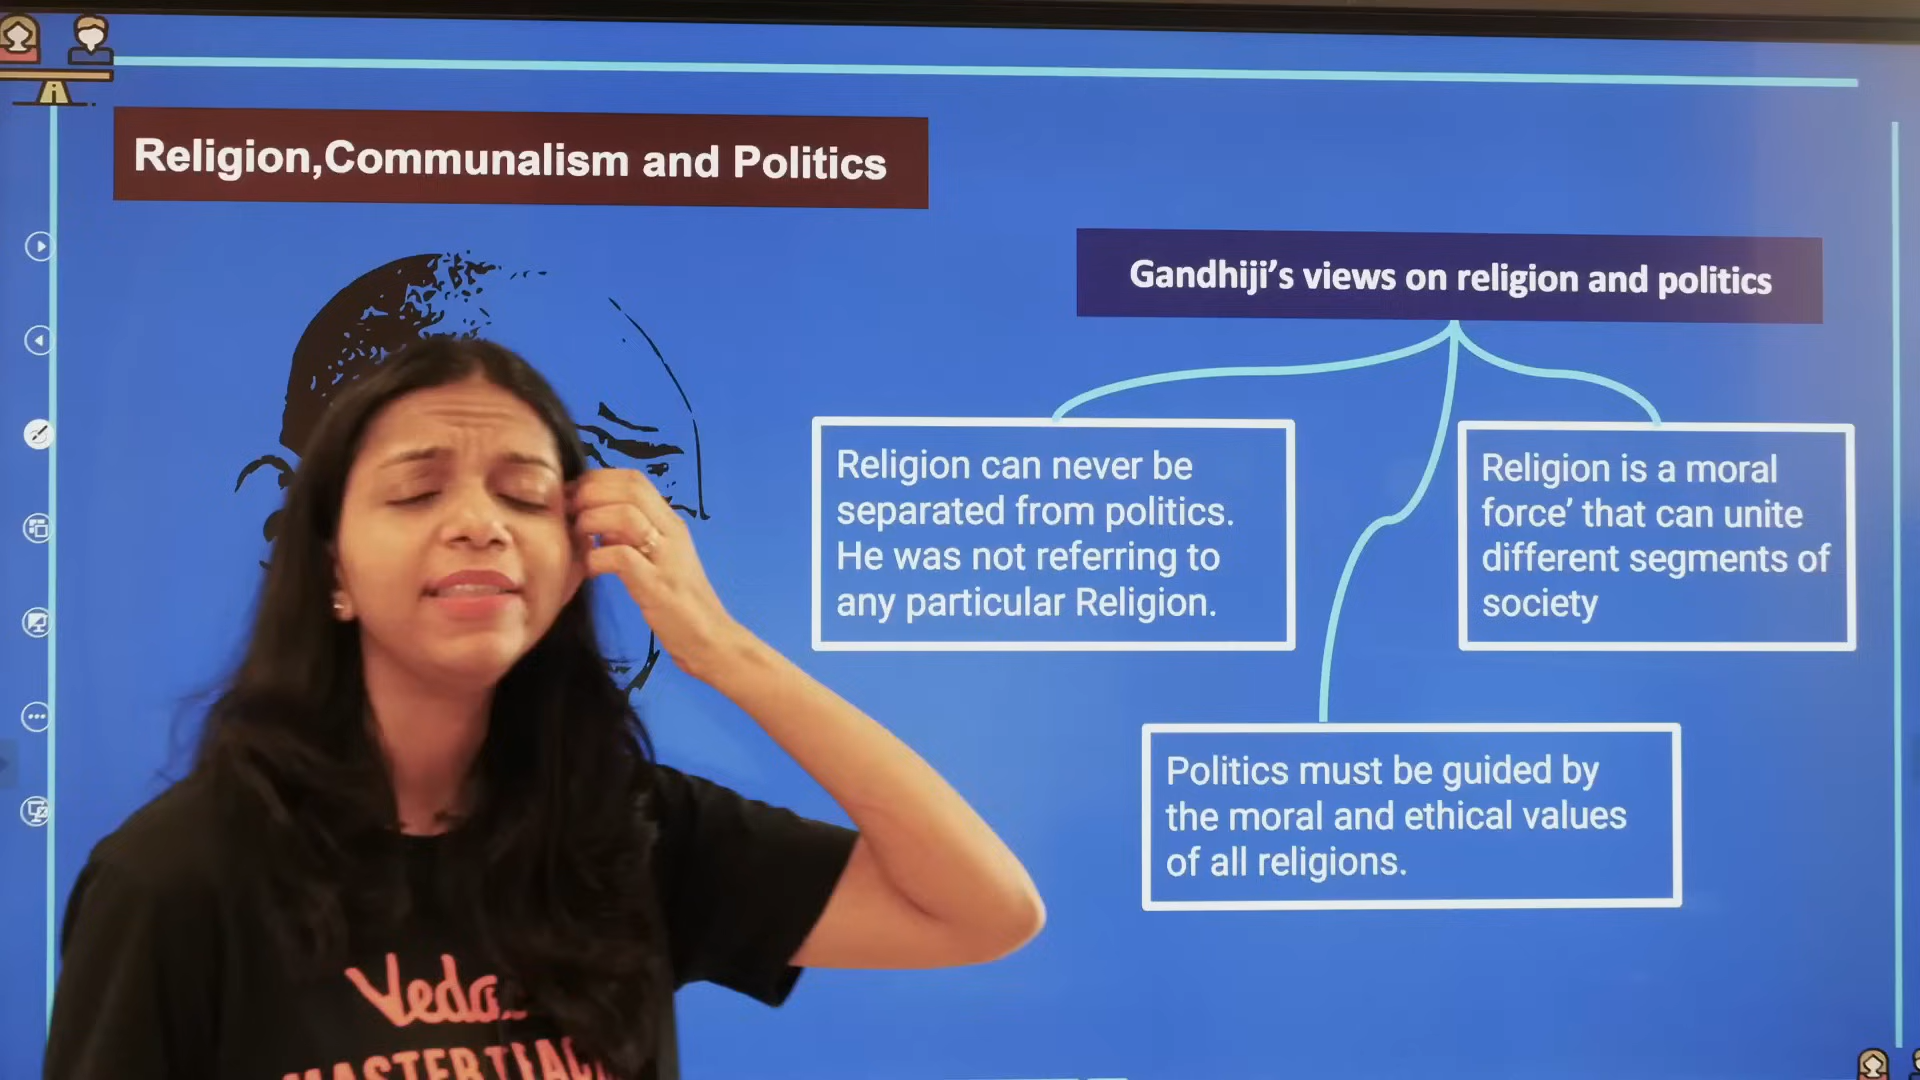 Religion,Communalism and Politics
Gandhiji’s views on religion and politics
Religion can never be
separated from politics.
He was not referring to
any particular Religion.
Religion is a moral
force’ that can unite
different segments of
society
Politics must be guided by
the moral and ethical values
of all religions.